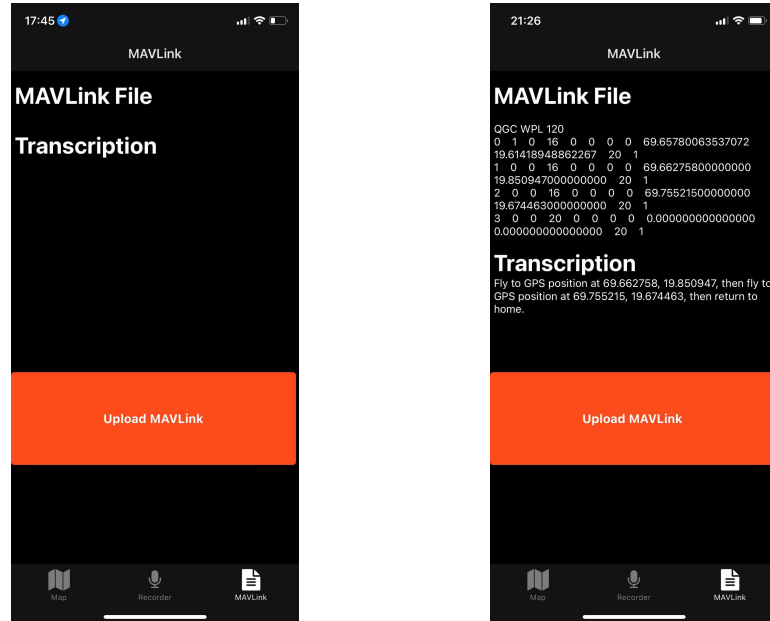 17:45
MAVLink
MAVLink File
Transcription
Upload MAVLink
Map
Recorder
MAVLink
21:26
MAVLink
MAVLink File
QGC WPL 120
0 1 0 16 0 0 0 0 69.65780063537072
19.61418948862267 20 1
1 0 0 16 0 0 0 0 69.66275800000000
19.850947000000000 20 1
2 0 0 16 0 0 0 0 69.75521500000000
19.674463000000000 20 1
3 0 0 20 0 0 0 0 0.000000000000000
0.000000000000000 20 1
Transcription
Fly to GPS position at 69.662758, 19.850947, then fly to
GPS position at 69.755215, 19.674463, then return to
home.
Upload MAVLink
Map
Recorder
MAVLink